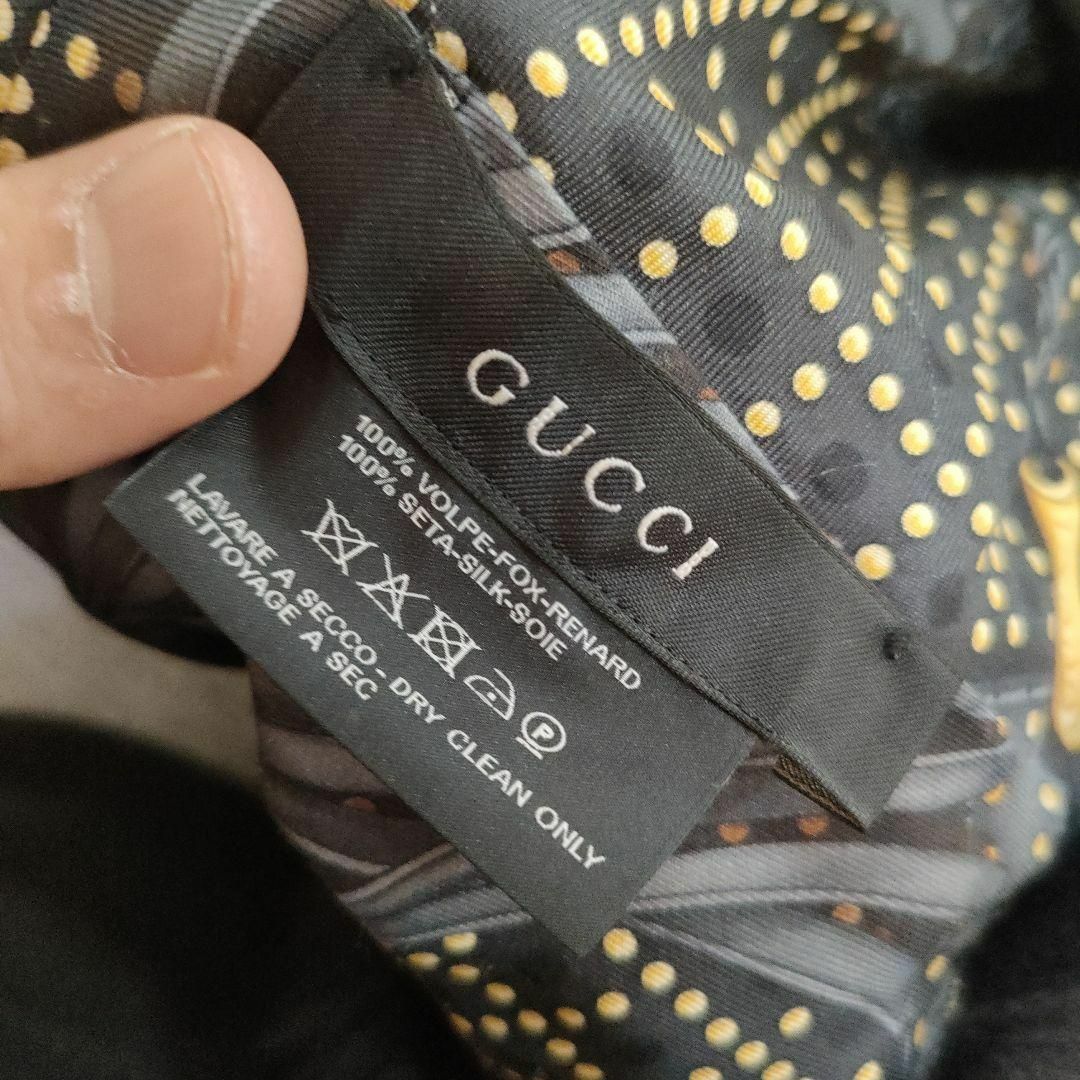 GUCCI
100% VOLPE-FOX-RENARD
100% SETA-SILK-SOIE
P
LAVARE A SECCO - DRY CLEAN ONLY
NETTOYAGE A SEC